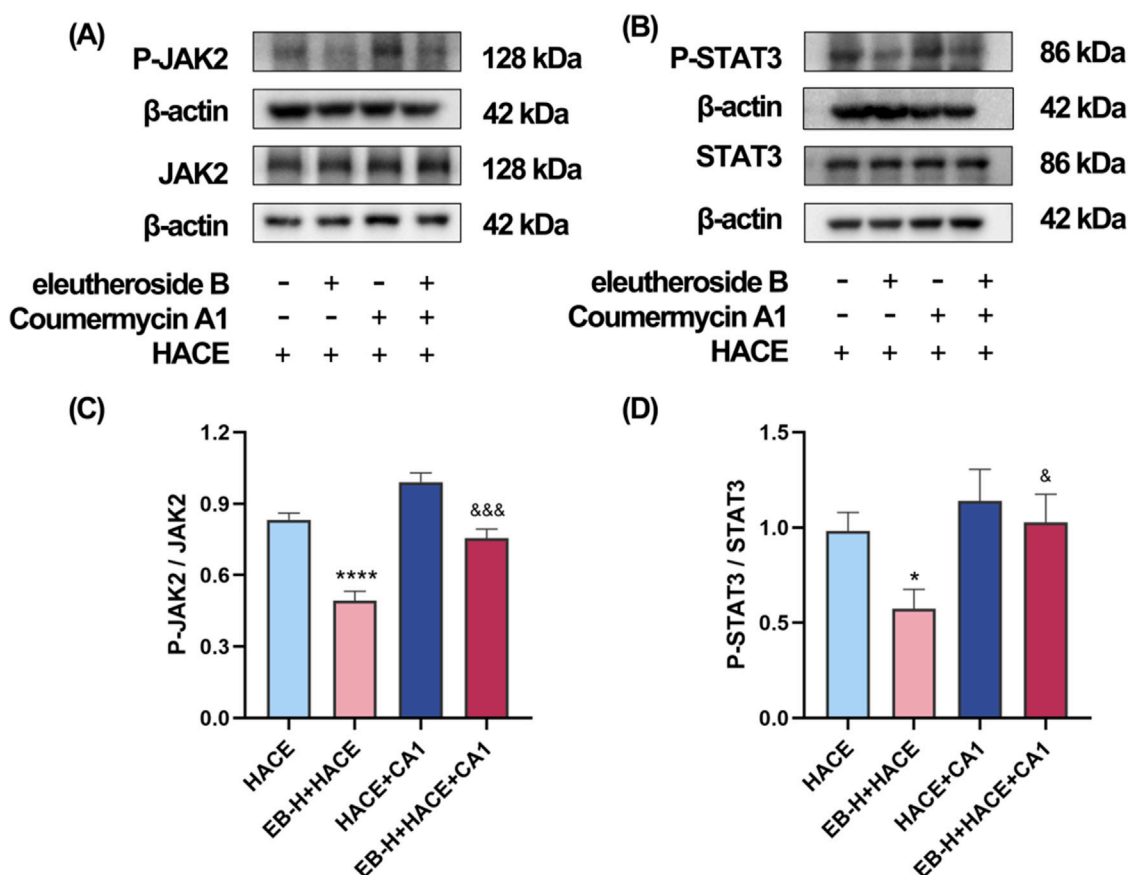 (A)
P-JAK2 128 kDa
β-actin 42 kDa
JAK2 128 kDa
β-actin 42 kDa
eleutheroside B - + - +
Coumermycin A1 - - + +
HACE + + + +
(B)
P-STAT3 86 kDa
β-actin 42 kDa
STAT3 86 kDa
β-actin 42 kDa
eleutheroside B - + - +
Coumermycin A1 - - + +
HACE + + + +
(C)
P-JAK2 / JAK2
1.2
0.9
0.6
0.3
0.0
****
&&&
HACE
EB-H+HACE
HACE+CA1
EB-H+HACE+CA1
(D)
P-STAT3 / STAT3
1.5
1.0
0.5
0.0
*
&
HACE
EB-H+HACE
HACE+CA1
EB-H+HACE+CA1